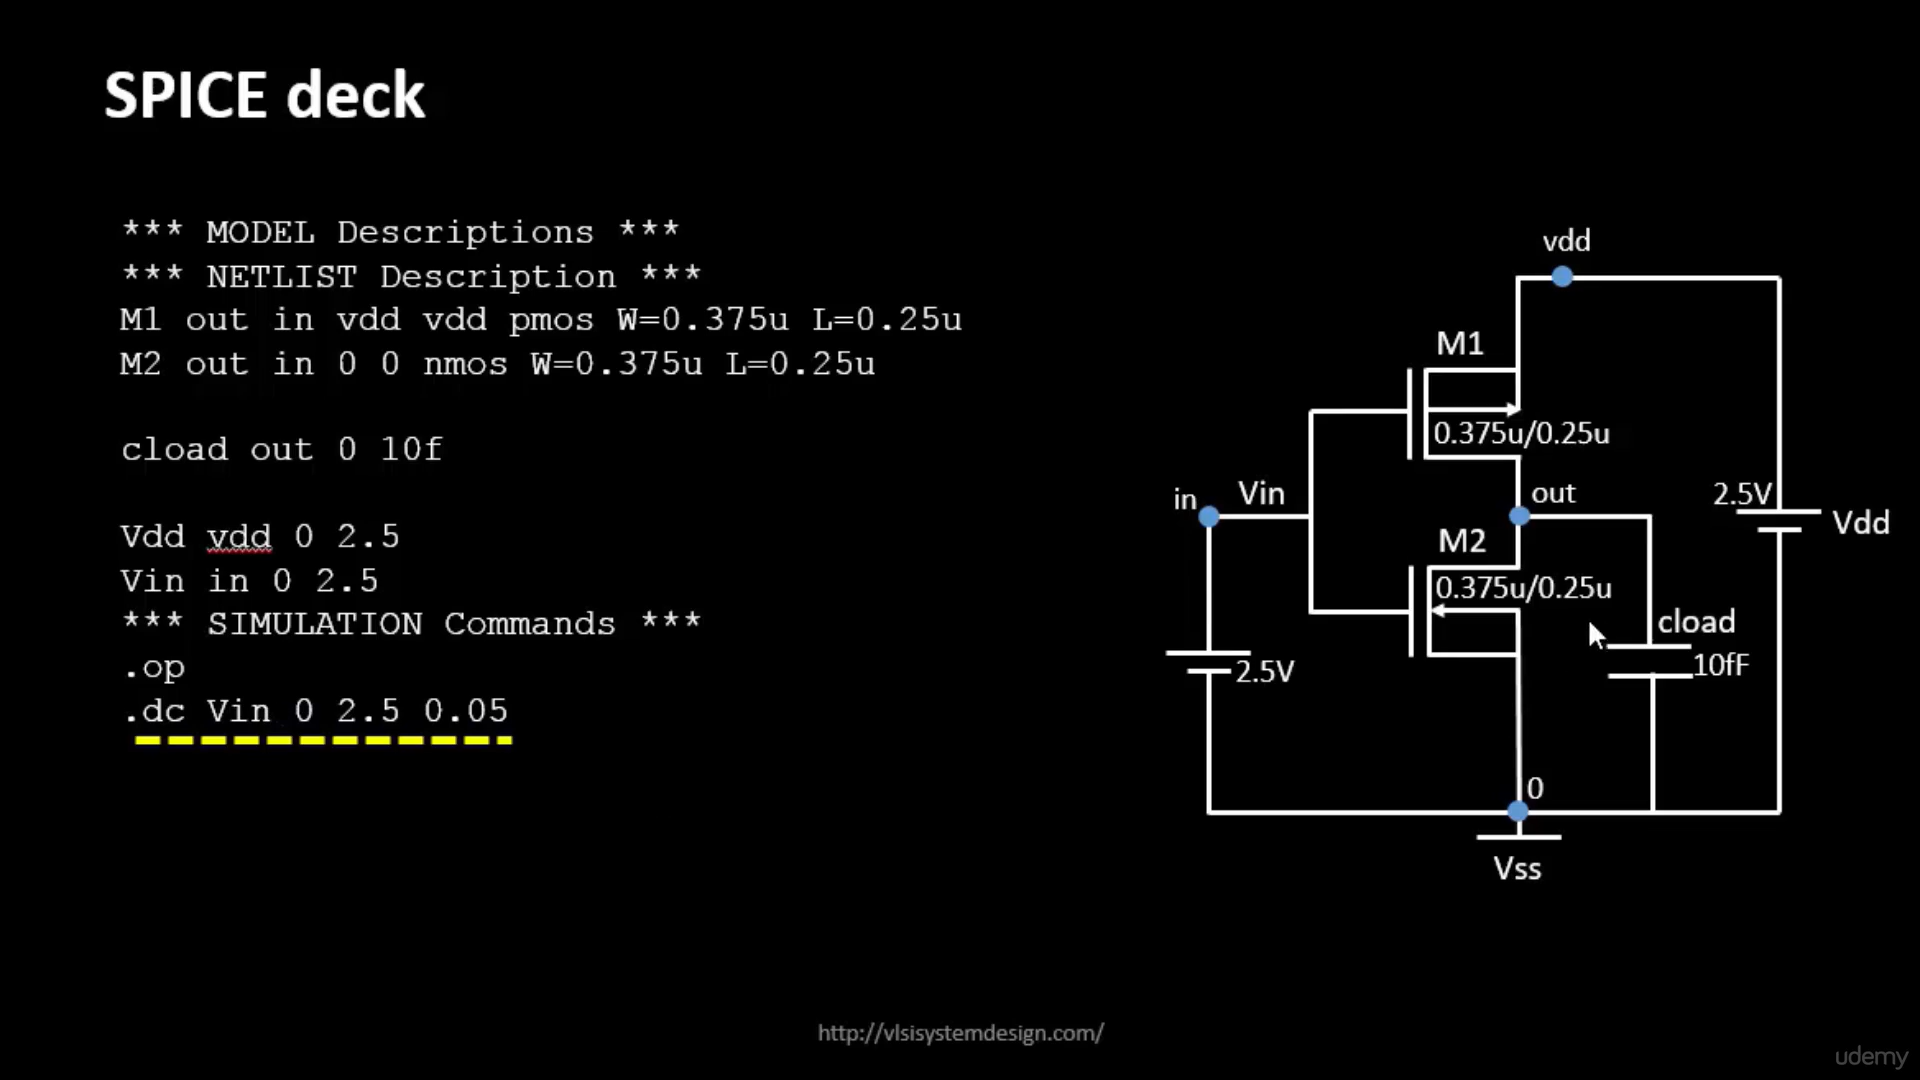 SPICE deck
*** MODEL Descriptions ***
*** NETLIST Description ***
M1 out in vdd vdd pmos W=0.375u L=0.25u
M2 out in 0 0 nmos W=0.375u L=0.25u
cload out 0 10f
Vdd vdd 0 2.5
Vin in 0 2.5
*** SIMULATION Commands ***
.op
.dc Vin 0 2.5 0.05
vdd
M1
0.375u/0.25u
in
Vin
out
2.5V
Vdd
M2
0.375u/0.25u
cload
10fF
2.5V
0
Vss
http://vlsisystemdesign.com/
udemy